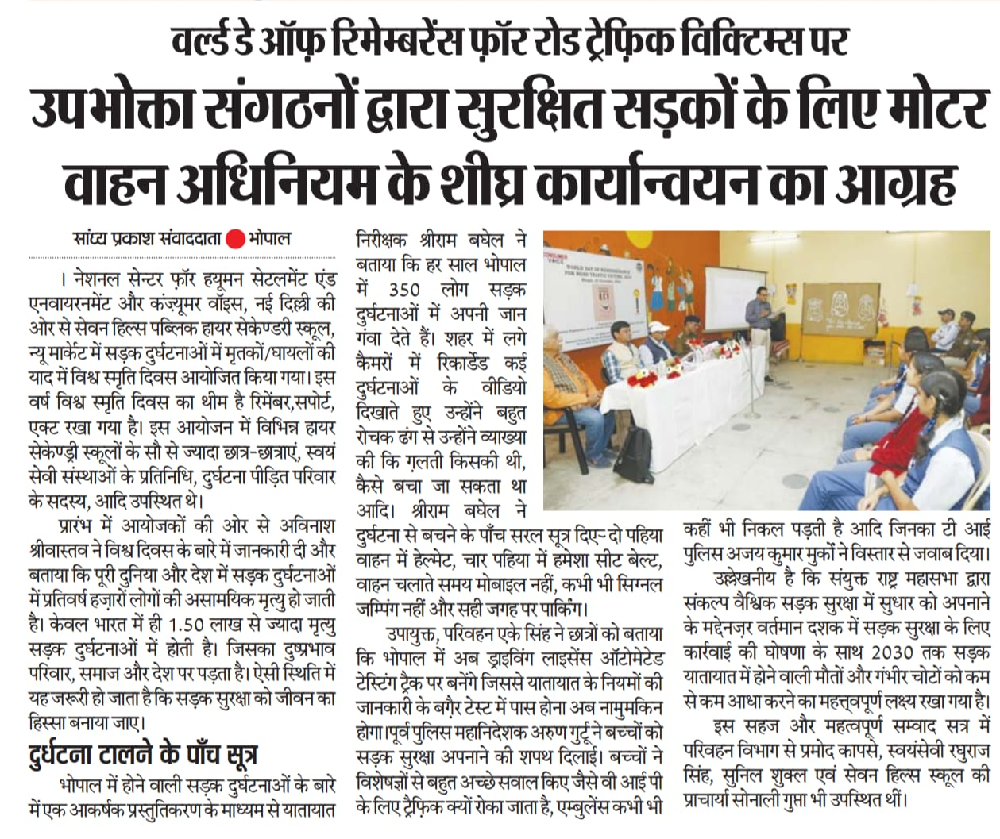 वर्ल्ड डे ऑफ़ रिमेम्बरेंस फ़ॉर रोड ट्रेफ़िक विक्टिम्स पर
उपभोक्ता संगठनों द्वारा सुरक्षित सड़कों के लिए मोटर
वाहन अधिनियम के शीघ्र कार्यान्वयन का आग्रह
सांध्य प्रकाश संवाददाता भोपाल
। नेशनल सेन्टर फ़ॉर हयूमन सेटलमेंट एंड
एनवायरनमेंट और कंज़्यूमर वॉइस, नई दिल्ली की
ओर से सेवन हिल्स पब्लिक हायर सेकेण्डरी स्कूल,
न्यू मार्केट में सड़क दुर्घटनाओं में मृतकों/घायलों की
याद में विश्व स्मृति दिवस आयोजित किया गया। इस
वर्ष विश्व स्मृति दिवस का थीम है रिमेंबर,सपोर्ट,
एक्ट रखा गया है। इस आयोजन में विभिन्न हायर
सेकेण्ड्री स्कूलों के सौ से ज्यादा छात्र-छात्राएं, स्वयं
सेवी संस्थाओं के प्रतिनिधि, दुर्घटना पीड़ित परिवार
के सदस्य, आदि उपस्थित थे।
प्रारंभ में आयोजकों की ओर से अविनाश
श्रीवास्तव ने विश्व दिवस के बारे में जानकारी दी और
बताया कि पूरी दुनिया और देश में सड़क दुर्घटनाओं
में प्रतिवर्ष हज़ारों लोगों की असामयिक मृत्यु हो जाती
है। केवल भारत में ही 1.50 लाख से ज्यादा मृत्यु
सड़क दुर्घटनाओं में होती है। जिसका दुष्प्रभाव
परिवार, समाज और देश पर पड़ता है। ऐसी स्थिति में
यह जरूरी हो जाता है कि सड़क सुरक्षा को जीवन का
हिस्सा बनाया जाए।
दुर्घटना टालने के पाँच सूत्र
भोपाल में होने वाली सड़क दुर्घटनाओं के बारे
में एक आकर्षक प्रस्तुतिकरण के माध्यम से यातायात
निरीक्षक श्रीराम बघेल ने
बताया कि हर साल भोपाल
में 350 लोग सड़क
दुर्घटनाओं में अपनी जान
गंवा देते हैं। शहर में लगे
कैमरों में रिकार्डेड कई
दुर्घटनाओं के वीडियो
दिखाते हुए उन्होंने बहुत
रोचक ढंग से उन्होंने व्याख्या
की कि ग़लती किसकी थी,
कैसे बचा जा सकता था
आदि। श्रीराम बघेल ने
दुर्घटना से बचने के पाँच सरल सूत्र दिए-दो पहिया
वाहन में हेल्मेट, चार पहिया में हमेशा सीट बेल्ट,
वाहन चलाते समय मोबाइल नहीं, कभी भी सिग्नल
जम्पिंग नहीं और सही जगह पर पार्किंग।
उपायुक्त, परिवहन एके सिंह ने छात्रों को बताया
कि भोपाल में अब ड्राइविंग लाइसेंस ऑटोमेटेड
टेस्टिंग ट्रैक पर बनेंगे जिससे यातायात के नियमों की
जानकारी के बग़ैर टेस्ट में पास होना अब नामुमकिन
होगा।पूर्व पुलिस महानिदेशक अरुण गुर्टू ने बच्चों को
सड़क सुरक्षा अपनाने की शपथ दिलाई। बच्चों ने
विशेषज्ञों से बहुत अच्छे सवाल किए जैसे वी आई पी
के लिए ट्रैफ़िक क्यों रोका जाता है, एम्बुलेंस कभी भी
CONSUMER
VOICE
WORLD DAY OF REMEMBRANCE
FOR ROAD TRAFFIC VICTIMS, 2023
कहीं भी निकल पड़ती है आदि जिनका टी आई
पुलिस अजय कुमार मुर्कों ने विस्तार से जवाब दिया।
उल्लेखनीय है कि संयुक्त राष्ट्र महासभा द्वारा
संकल्प वैश्विक सड़क सुरक्षा में सुधार को अपनाने
के मद्देनज़र वर्तमान दशक में सड़क सुरक्षा के लिए
कार्रवाई की घोषणा के साथ 2030 तक सड़क
यातायात में होने वाली मौतों और गंभीर चोटों को कम
से कम आधा करने का महत्त्वपूर्ण लक्ष्य रखा गया है।
इस सहज और महत्वपूर्ण सम्वाद सत्र में
परिवहन विभाग से प्रमोद कापसे, स्वयंसेवी रघुराज
सिंह, सुनिल शुक्ल एवं सेवन हिल्स स्कूल की
प्राचार्या सोनाली गुप्ता भी उपस्थित थीं।